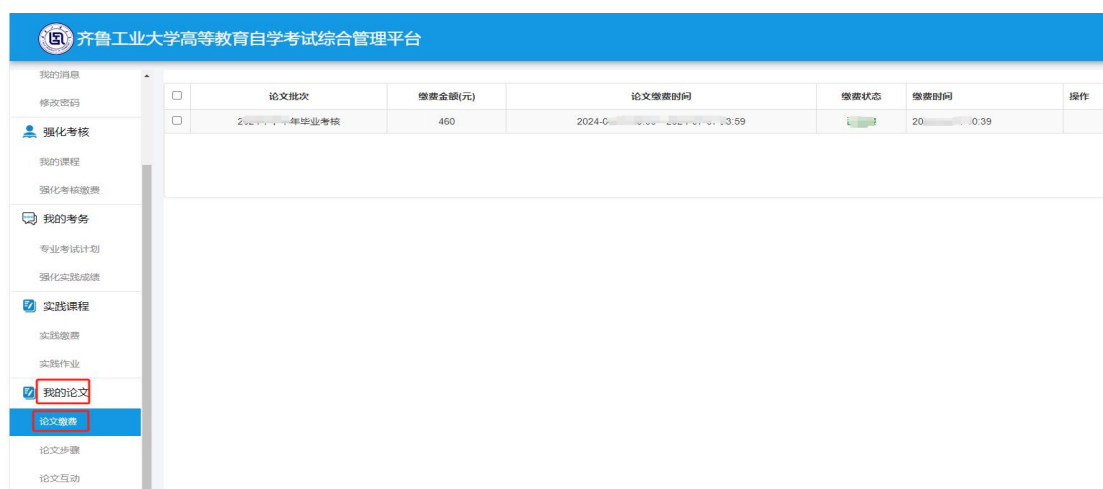 齐鲁工业大学高等教育自学考试综合管理平台
我的消息
修改密码
强化考核
我的课程
强化考核缴费
我的考务
专业考试计划
强化实践成绩
实践课程
实践缴费
实践作业
我的论文
论文缴费
论文步骤
论文互动
论文批次 缴费金额(元) 论文缴费时间 缴费状态 缴费时间 操作
年毕业考核 460 2024-0 3:59 20 0:39